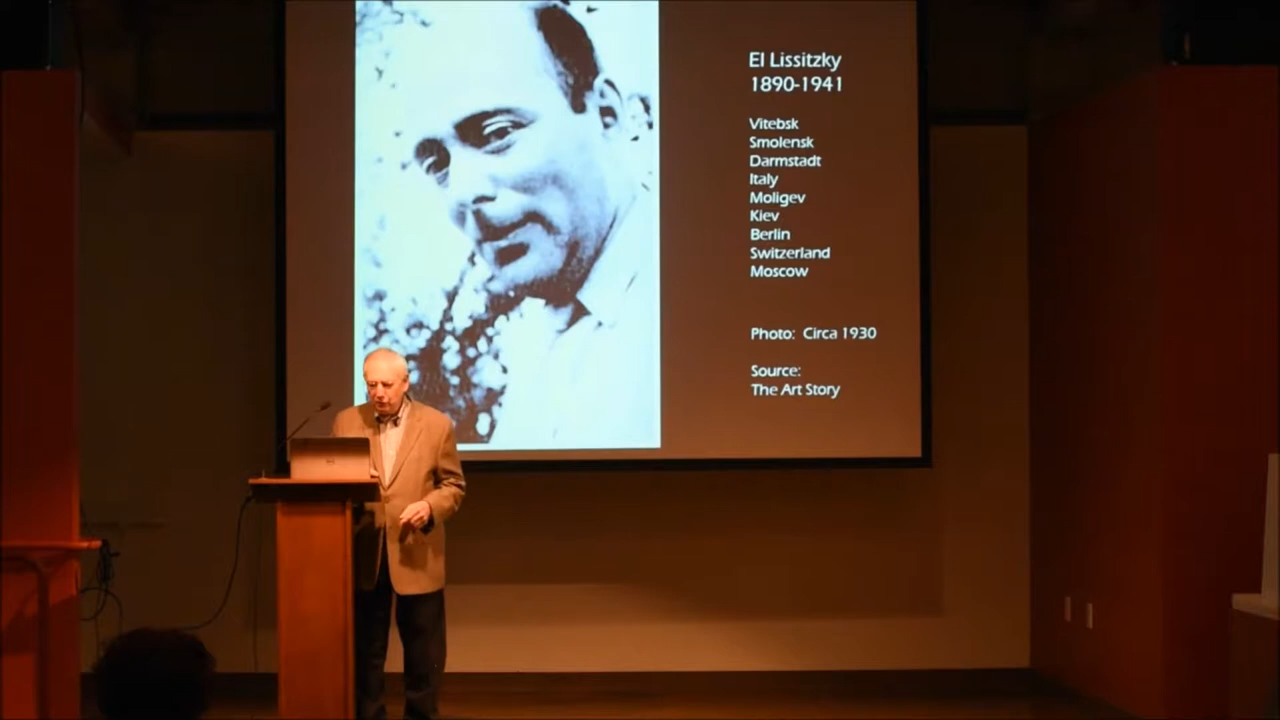 El Lissitzky
1890-1941
Vitebsk
Smolensk
Darmstadt
Italy
Moligev
Kiev
Berlin
Switzerland
Moscow
Photo: Circa 1930
Source:
The Art Story